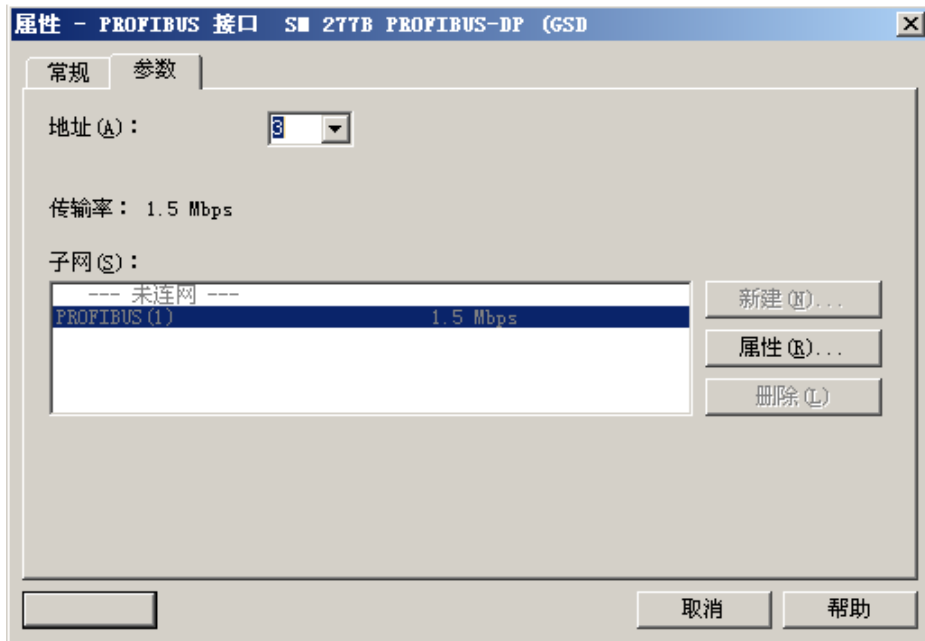 属性 - PROFIBUS 接口 SM 277B PROFIBUS-DP (GSD
常规
参数
地址(A)：
3
传输率： 1.5 Mbps
子网(S)：
--- 未连网 ---
PROFIBUS(1) 1.5 Mbps
新建(N)...
属性(R)...
删除(L)
取消
帮助